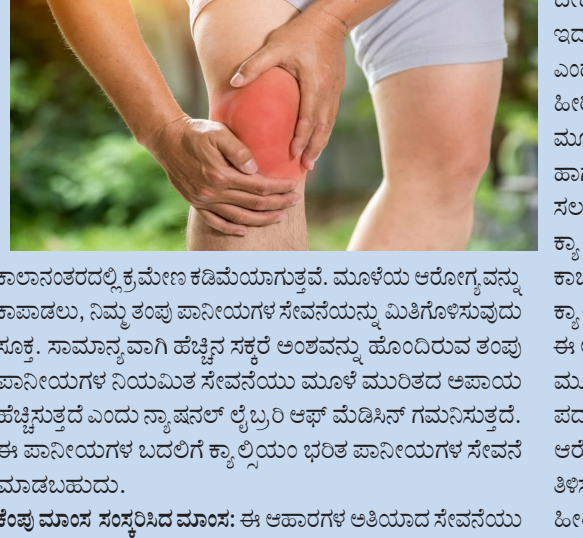 ಕಾಲಾನಂತರದಲ್ಲಿ ಕ್ರಮೇಣ ಕಡಿಮೆಯಾಗುತ್ತವೆ. ಮೂಳೆಯ ಆರೋಗ್ಯವನ್ನು
ಕಾಪಾಡಲು, ನಿಮ್ಮ ತಂಪು ಪಾನೀಯಗಳ ಸೇವನೆಯನ್ನು ಮಿತಿಗೊಳಿಸುವುದು
ಸೂಕ್ತ. ಸಾಮಾನ್ಯವಾಗಿ ಹೆಚ್ಚಿನ ಸಕ್ಕರೆ ಅಂಶವನ್ನು ಹೊಂದಿರುವ ತಂಪು
ಪಾನೀಯಗಳ ನಿಯಮಿತ ಸೇವನೆಯು ಮೂಳೆ ಮುರಿತದ ಅಪಾಯ
ಹೆಚ್ಚಿಸುತ್ತದೆ ಎಂದು ನ್ಯಾಷನಲ್ ಲೈಬ್ರರಿ ಆಫ್ ಮೆಡಿಸಿನ್ ಗಮನಿಸುತ್ತದೆ.
ಈ ಪಾನೀಯಗಳ ಬದಲಿಗೆ ಕ್ಯಾಲ್ಸಿಯಂ ಭರಿತ ಪಾನೀಯಗಳ ಸೇವನೆ
ಮಾಡಬಹುದು.
ಕೆಂಪು ಮಾಂಸ ಸಂಸ್ಕರಿಸಿದ ಮಾಂಸ: ಈ ಆಹಾರಗಳ ಅತಿಯಾದ ಸೇವನೆಯು